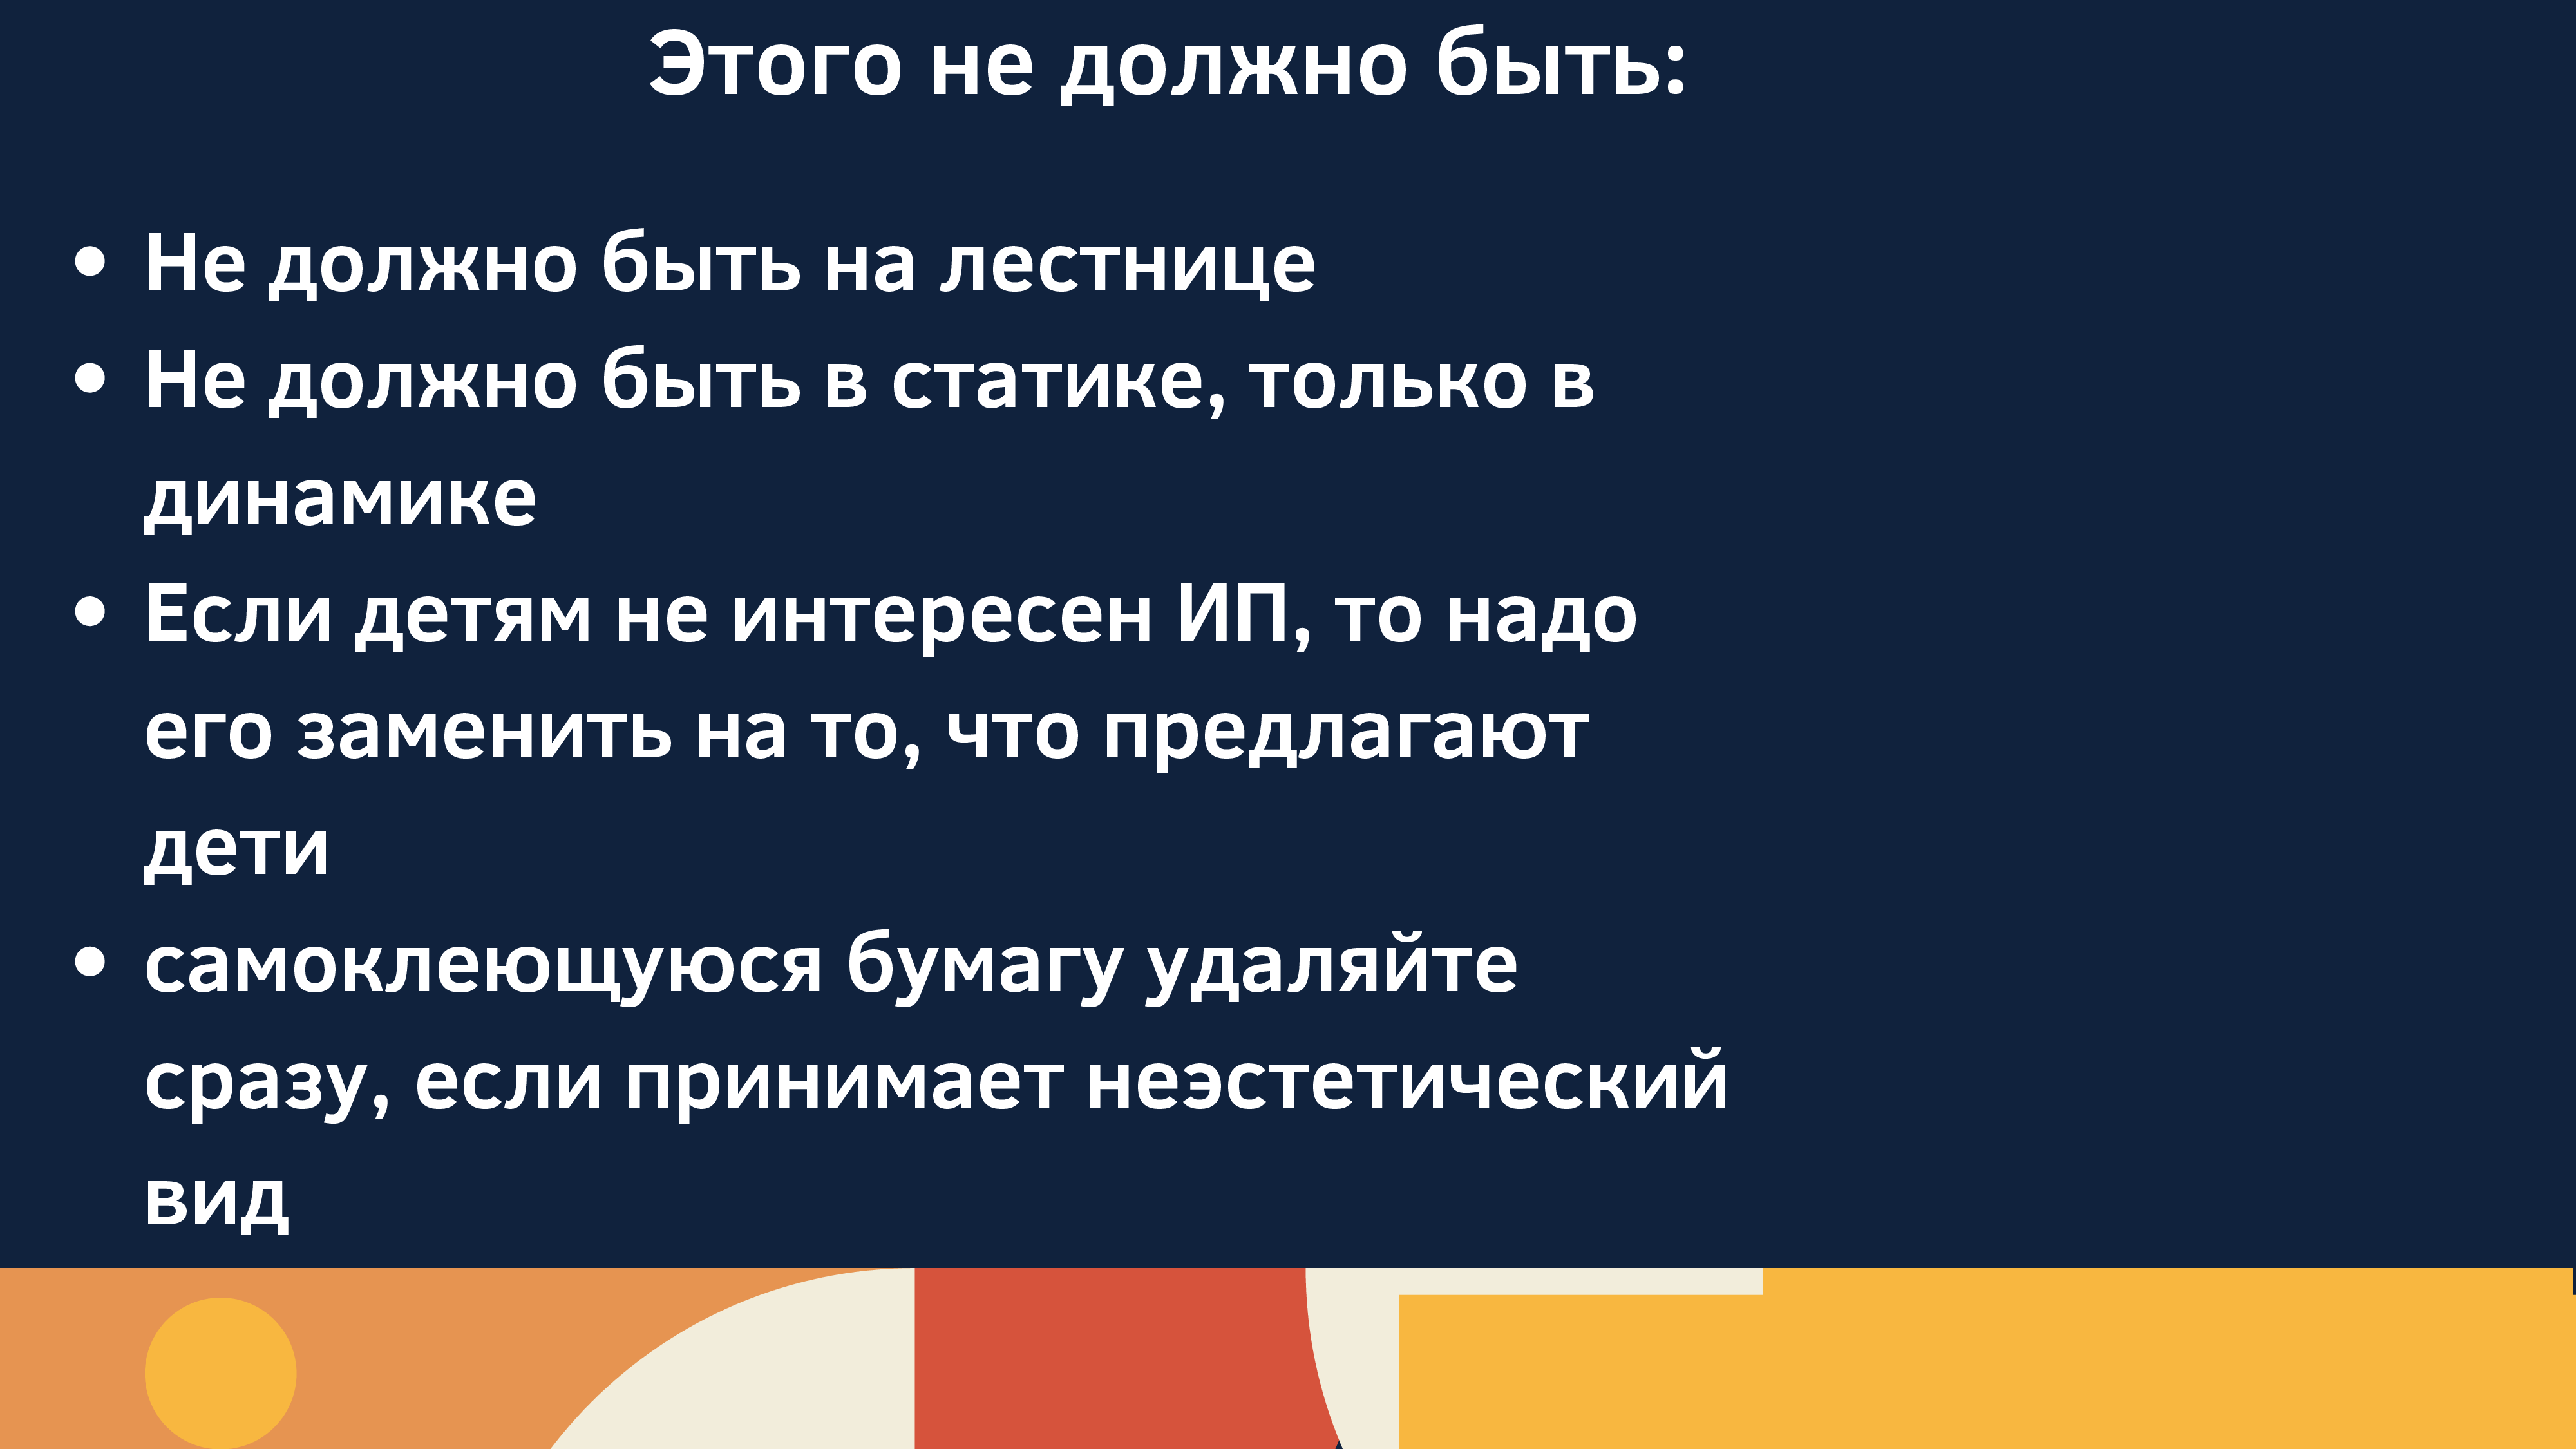 Этого не должно быть:
• Не должно быть на лестнице
• Не должно быть в статике, только в
динамике
• Если детям не интересен ИП, то надо
его заменить на то, что предлагают
дети
• самоклеющуюся бумагу удаляйте
сразу, если принимает неэстетический
вид